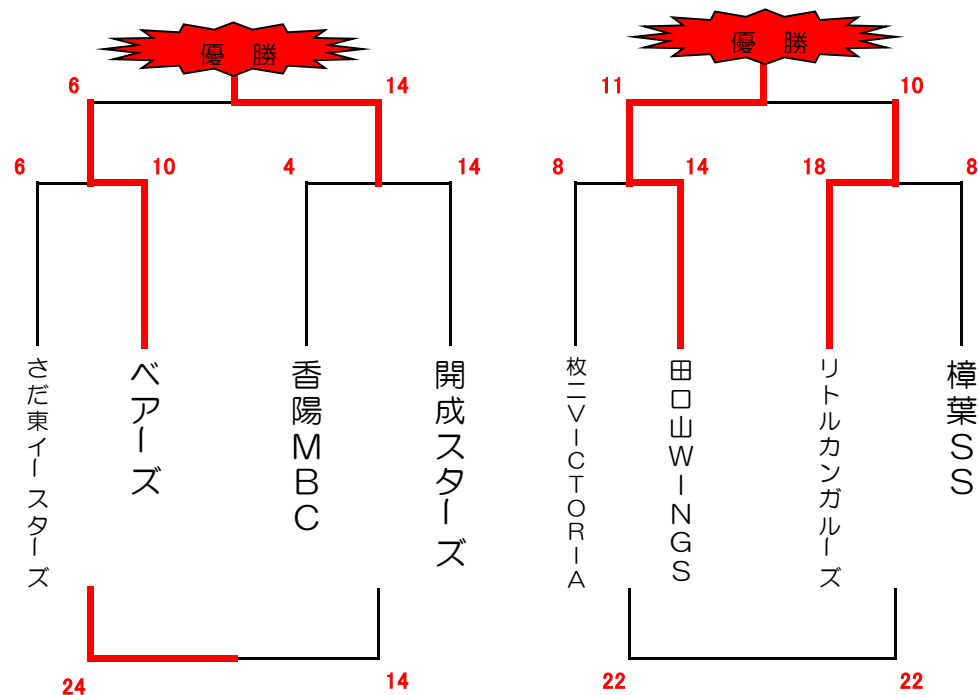 優 勝
優 勝
6
14
11
10
6
10
4
14
8
14
18
8
さだ東イースターズ
ベアーズ
香陽MBC
開成スターズ
枚二VICTORIA
田口山WINGS
リトルカンガルーズ
樟葉SS
24
14
22
22